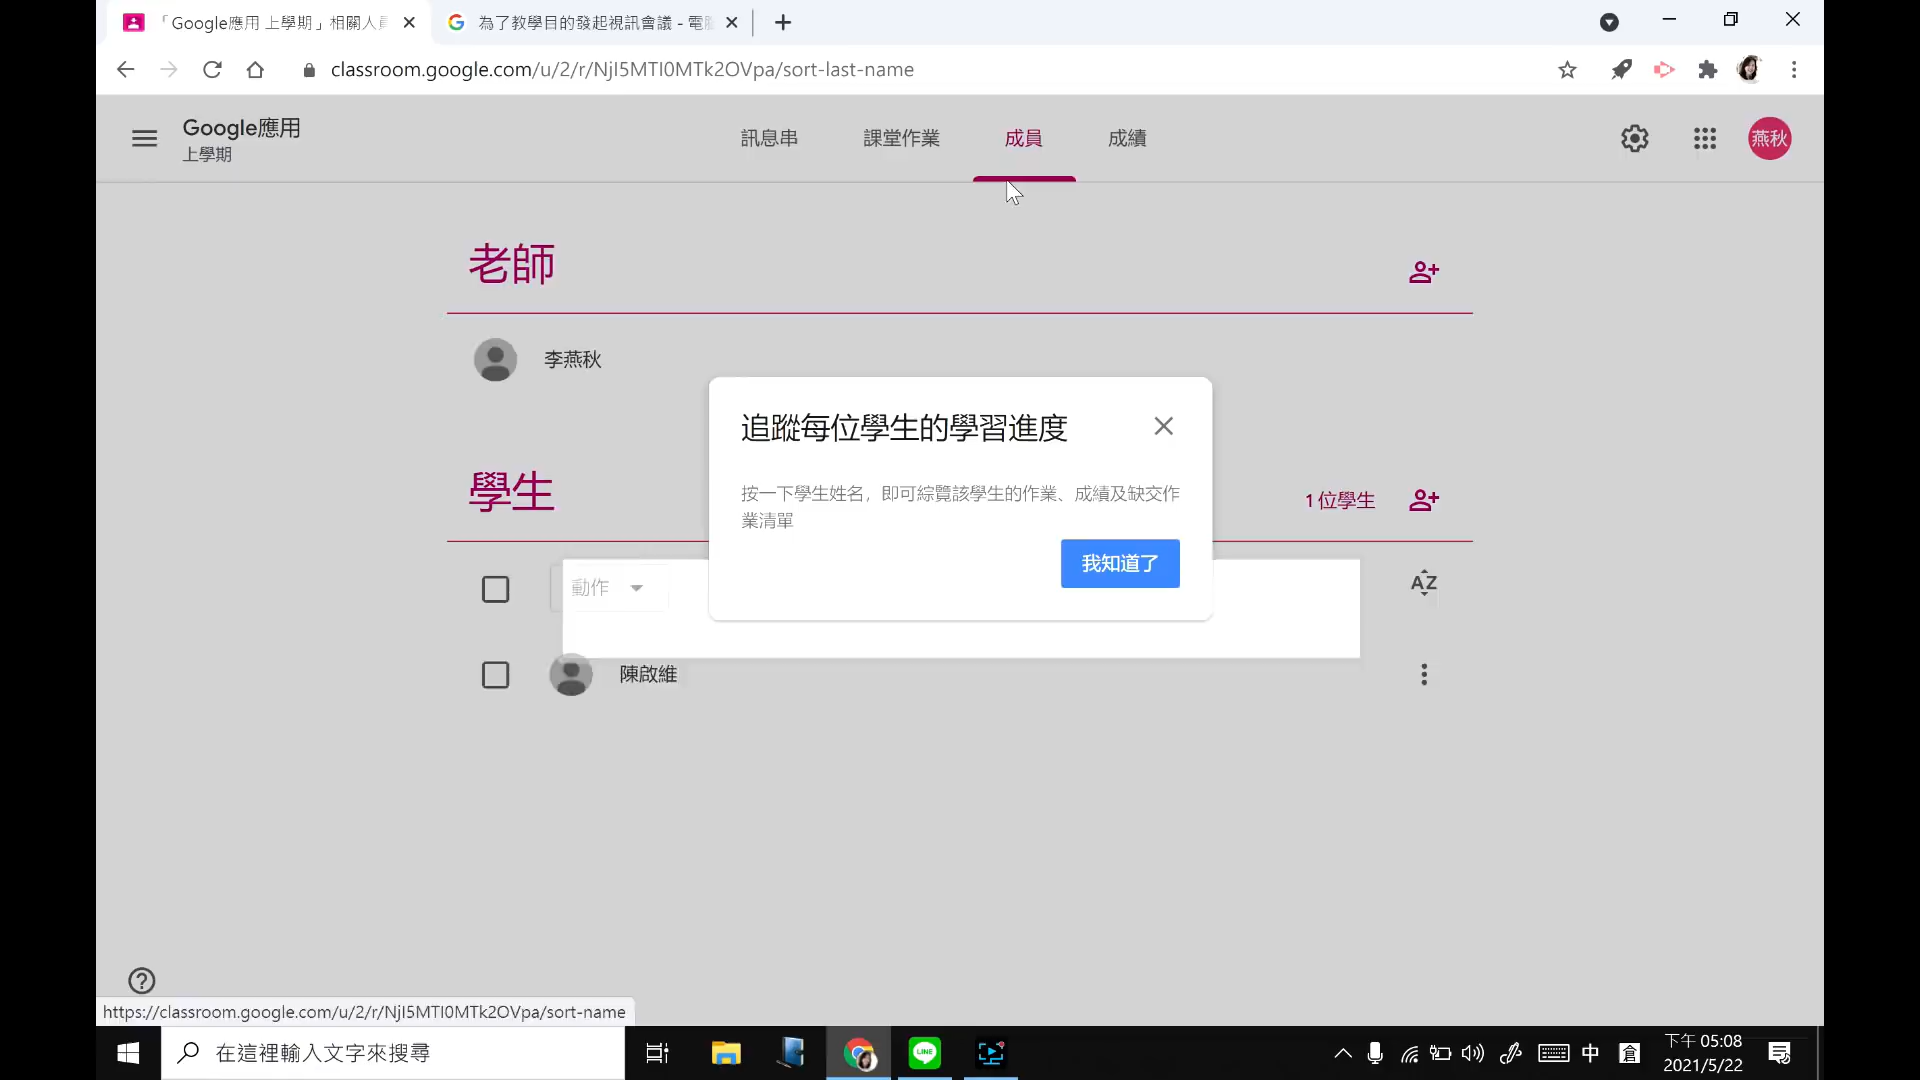 「Google應用 上學期」相關人員
為了教學目的發起視訊會議 - 電腦
classroom.google.com/u/2/r/NjI5MTI0MTk2OVpa/sort-last-name
Google應用
上學期
訊息串
課堂作業
成員
成績
燕秋
老師
李燕秋
追蹤每位學生的學習進度
按一下學生姓名，即可綜覽該學生的作業、成績及缺交作
業清單
我知道了
學生
1 位學生
動作
AZ
陳啟維
https://classroom.google.com/u/2/r/NjI5MTI0MTk2OVpa/sort-name
在這裡輸入文字來搜尋
LINE
中
倉
下午 05:08
2021/5/22